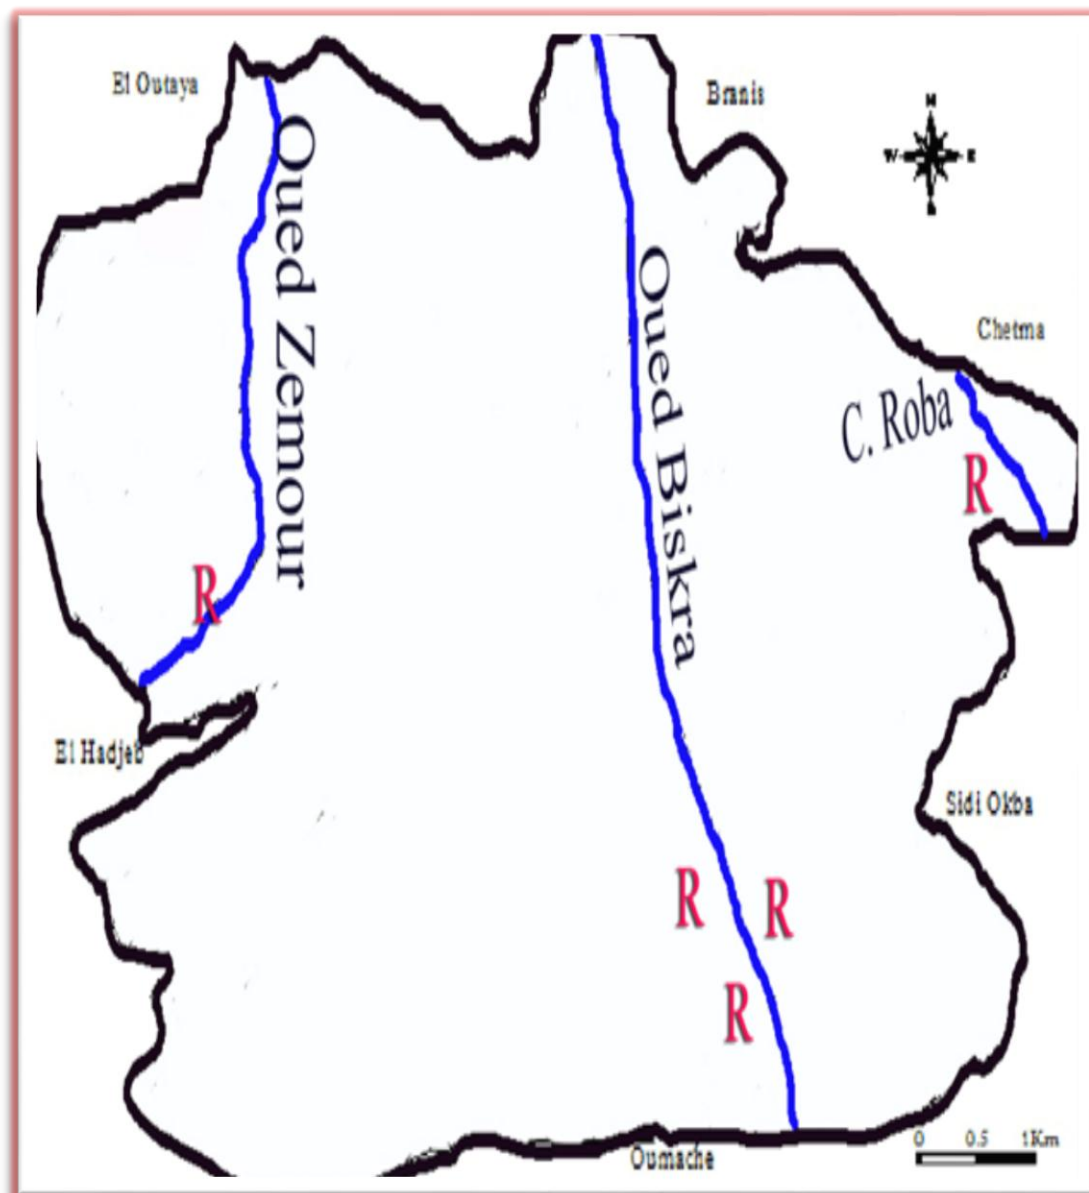 El Outaya
Branis
N
W
E
Oued Zemour
Oued Biskra
Chetma
C. Roba
R
R
El Hadjeb
Sidi Okba
R
R
R
0 0.5 1Km
Oumache